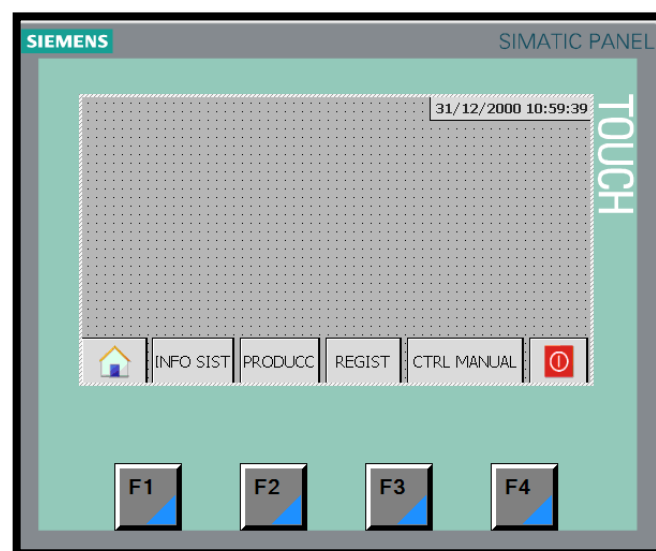 SIEMENS
SIMATIC PANEL
31/12/2000 10:59:39
TOUCH
INFO SIST
PRODUCC
REGIST
CTRL MANUAL
F1
F2
F3
F4